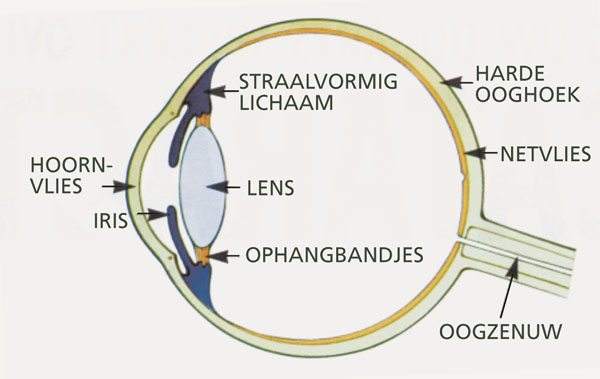 STRAALVORMIG
LICHAAM
HARDE
OOGHOEK
NETVLIES
HOORN-
VLIES
LENS
IRIS
OPHANGBANDJES
OOGZENUW